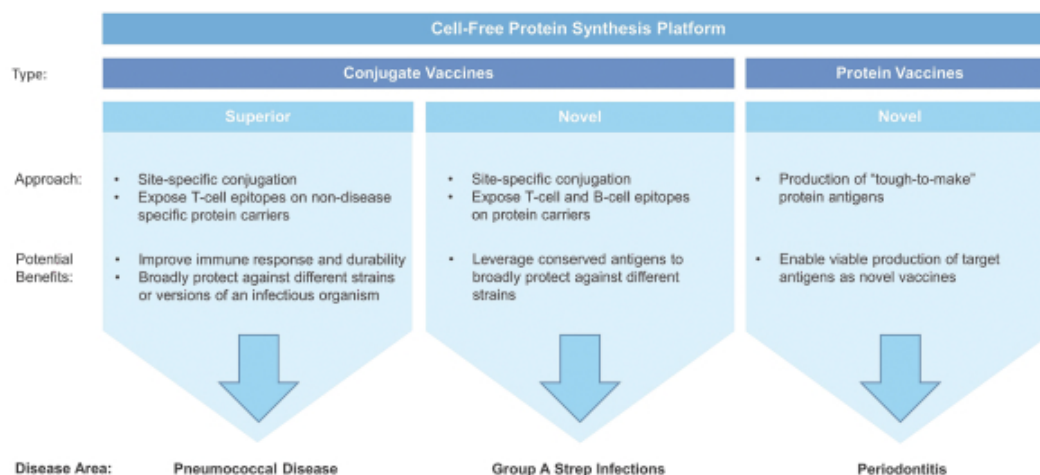 Cell-Free Protein Synthesis Platform
Type:
Conjugate Vaccines
Protein Vaccines
Superior
Novel
Novel
Approach:
• Site-specific conjugation
• Expose T-cell epitopes on non-disease
specific protein carriers
• Site-specific conjugation
• Expose T-cell and B-cell epitopes
on protein carriers
• Production of “tough-to-make”
protein antigens
Potential
Benefits:
• Improve immune response and durability
• Broadly protect against different strains
or versions of an infectious organism
• Leverage conserved antigens to
broadly protect against different
strains
• Enable viable production of target
antigens as novel vaccines
Disease Area:
Pneumococcal Disease
Group A Strep Infections
Periodontitis